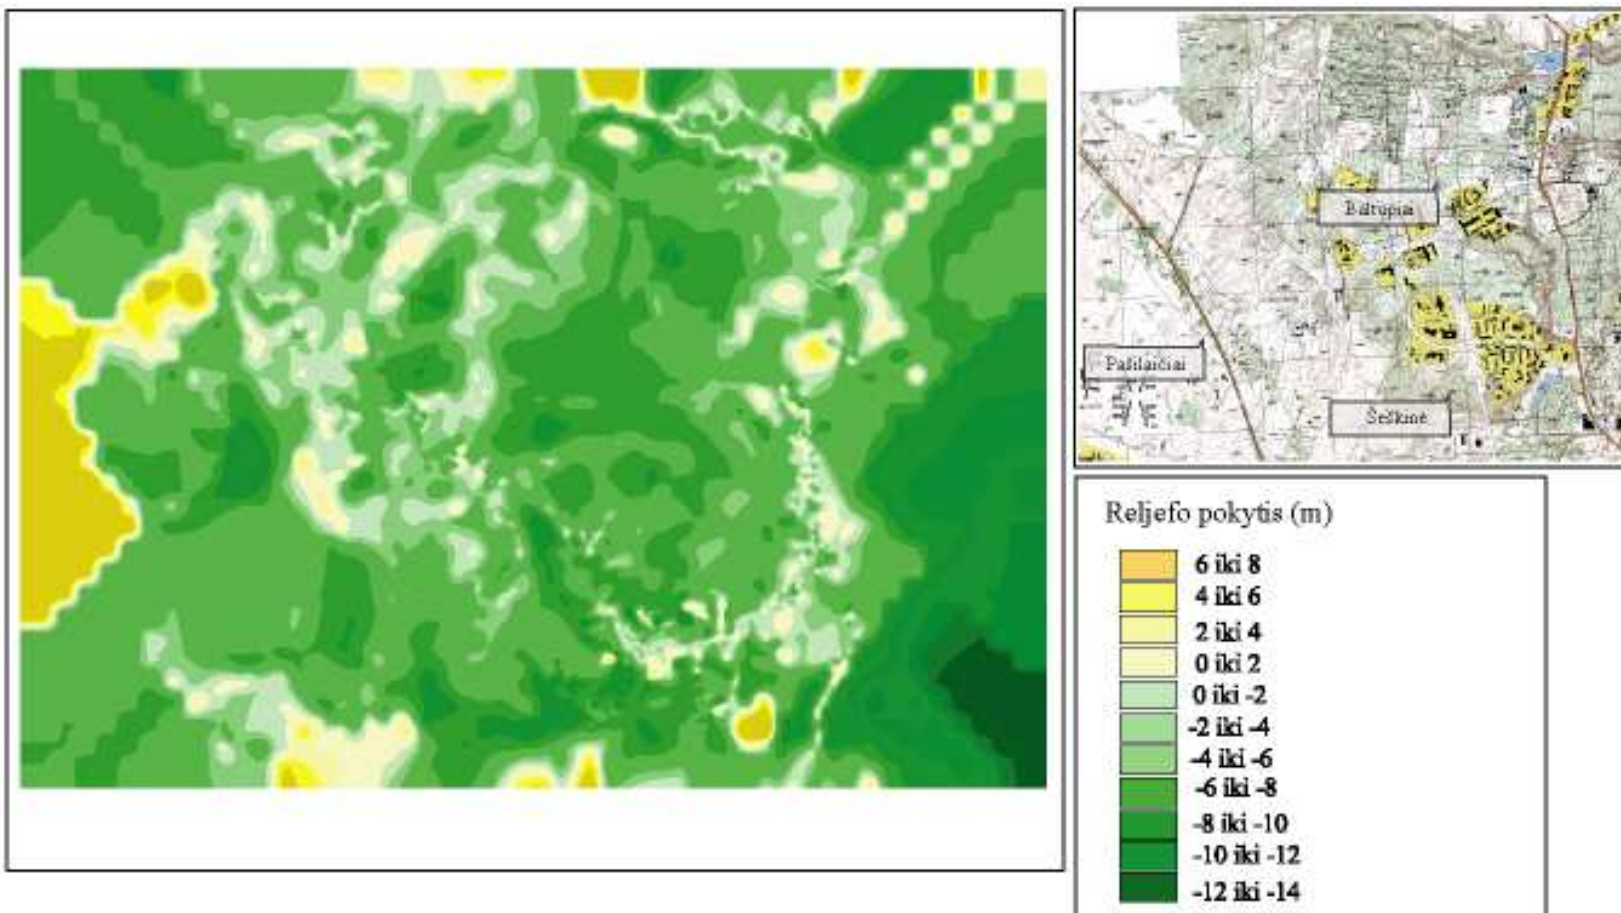 Baltupiai
Pašilaičiai
Šeškinė
Reljefo pokytis (m)
6 iki 8
4 iki 6
2 iki 4
0 iki 2
0 iki -2
-2 iki -4
-4 iki -6
-6 iki -8
-8 iki -10
-10 iki -12
-12 iki -14